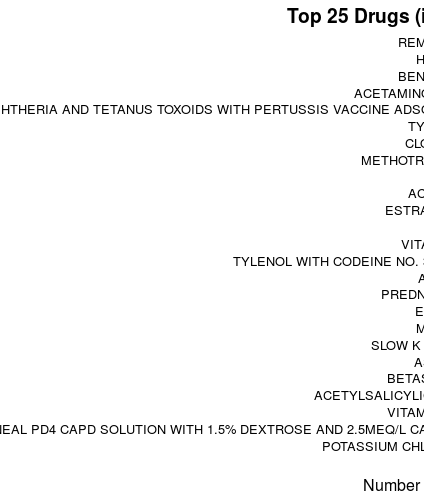 Top 25 Drugs (i
REM
H
BEN
ACETAMINO
HTHERIA AND TETANUS TOXOIDS WITH PERTUSSIS VACCINE ADSO
TY
CLO
METHOTR
AC
ESTRA
VITA
TYLENOL WITH CODEINE NO.
A
PREDN
E
M
SLOW K
A
BETAS
ACETYLSALICYLI
VITAM
NEAL PD4 CAPD SOLUTION WITH 1.5% DEXTROSE AND 2.5MEQ/L CA
POTASSIUM CHL
Number